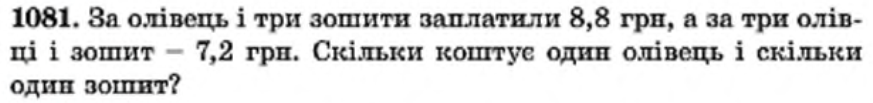 1081. За олівець і три зошити заплатили 8,8 грн, а за три олів-
ці і зошит – 7,2 грн. Скільки коштує один олівець і скільки
один зошит?